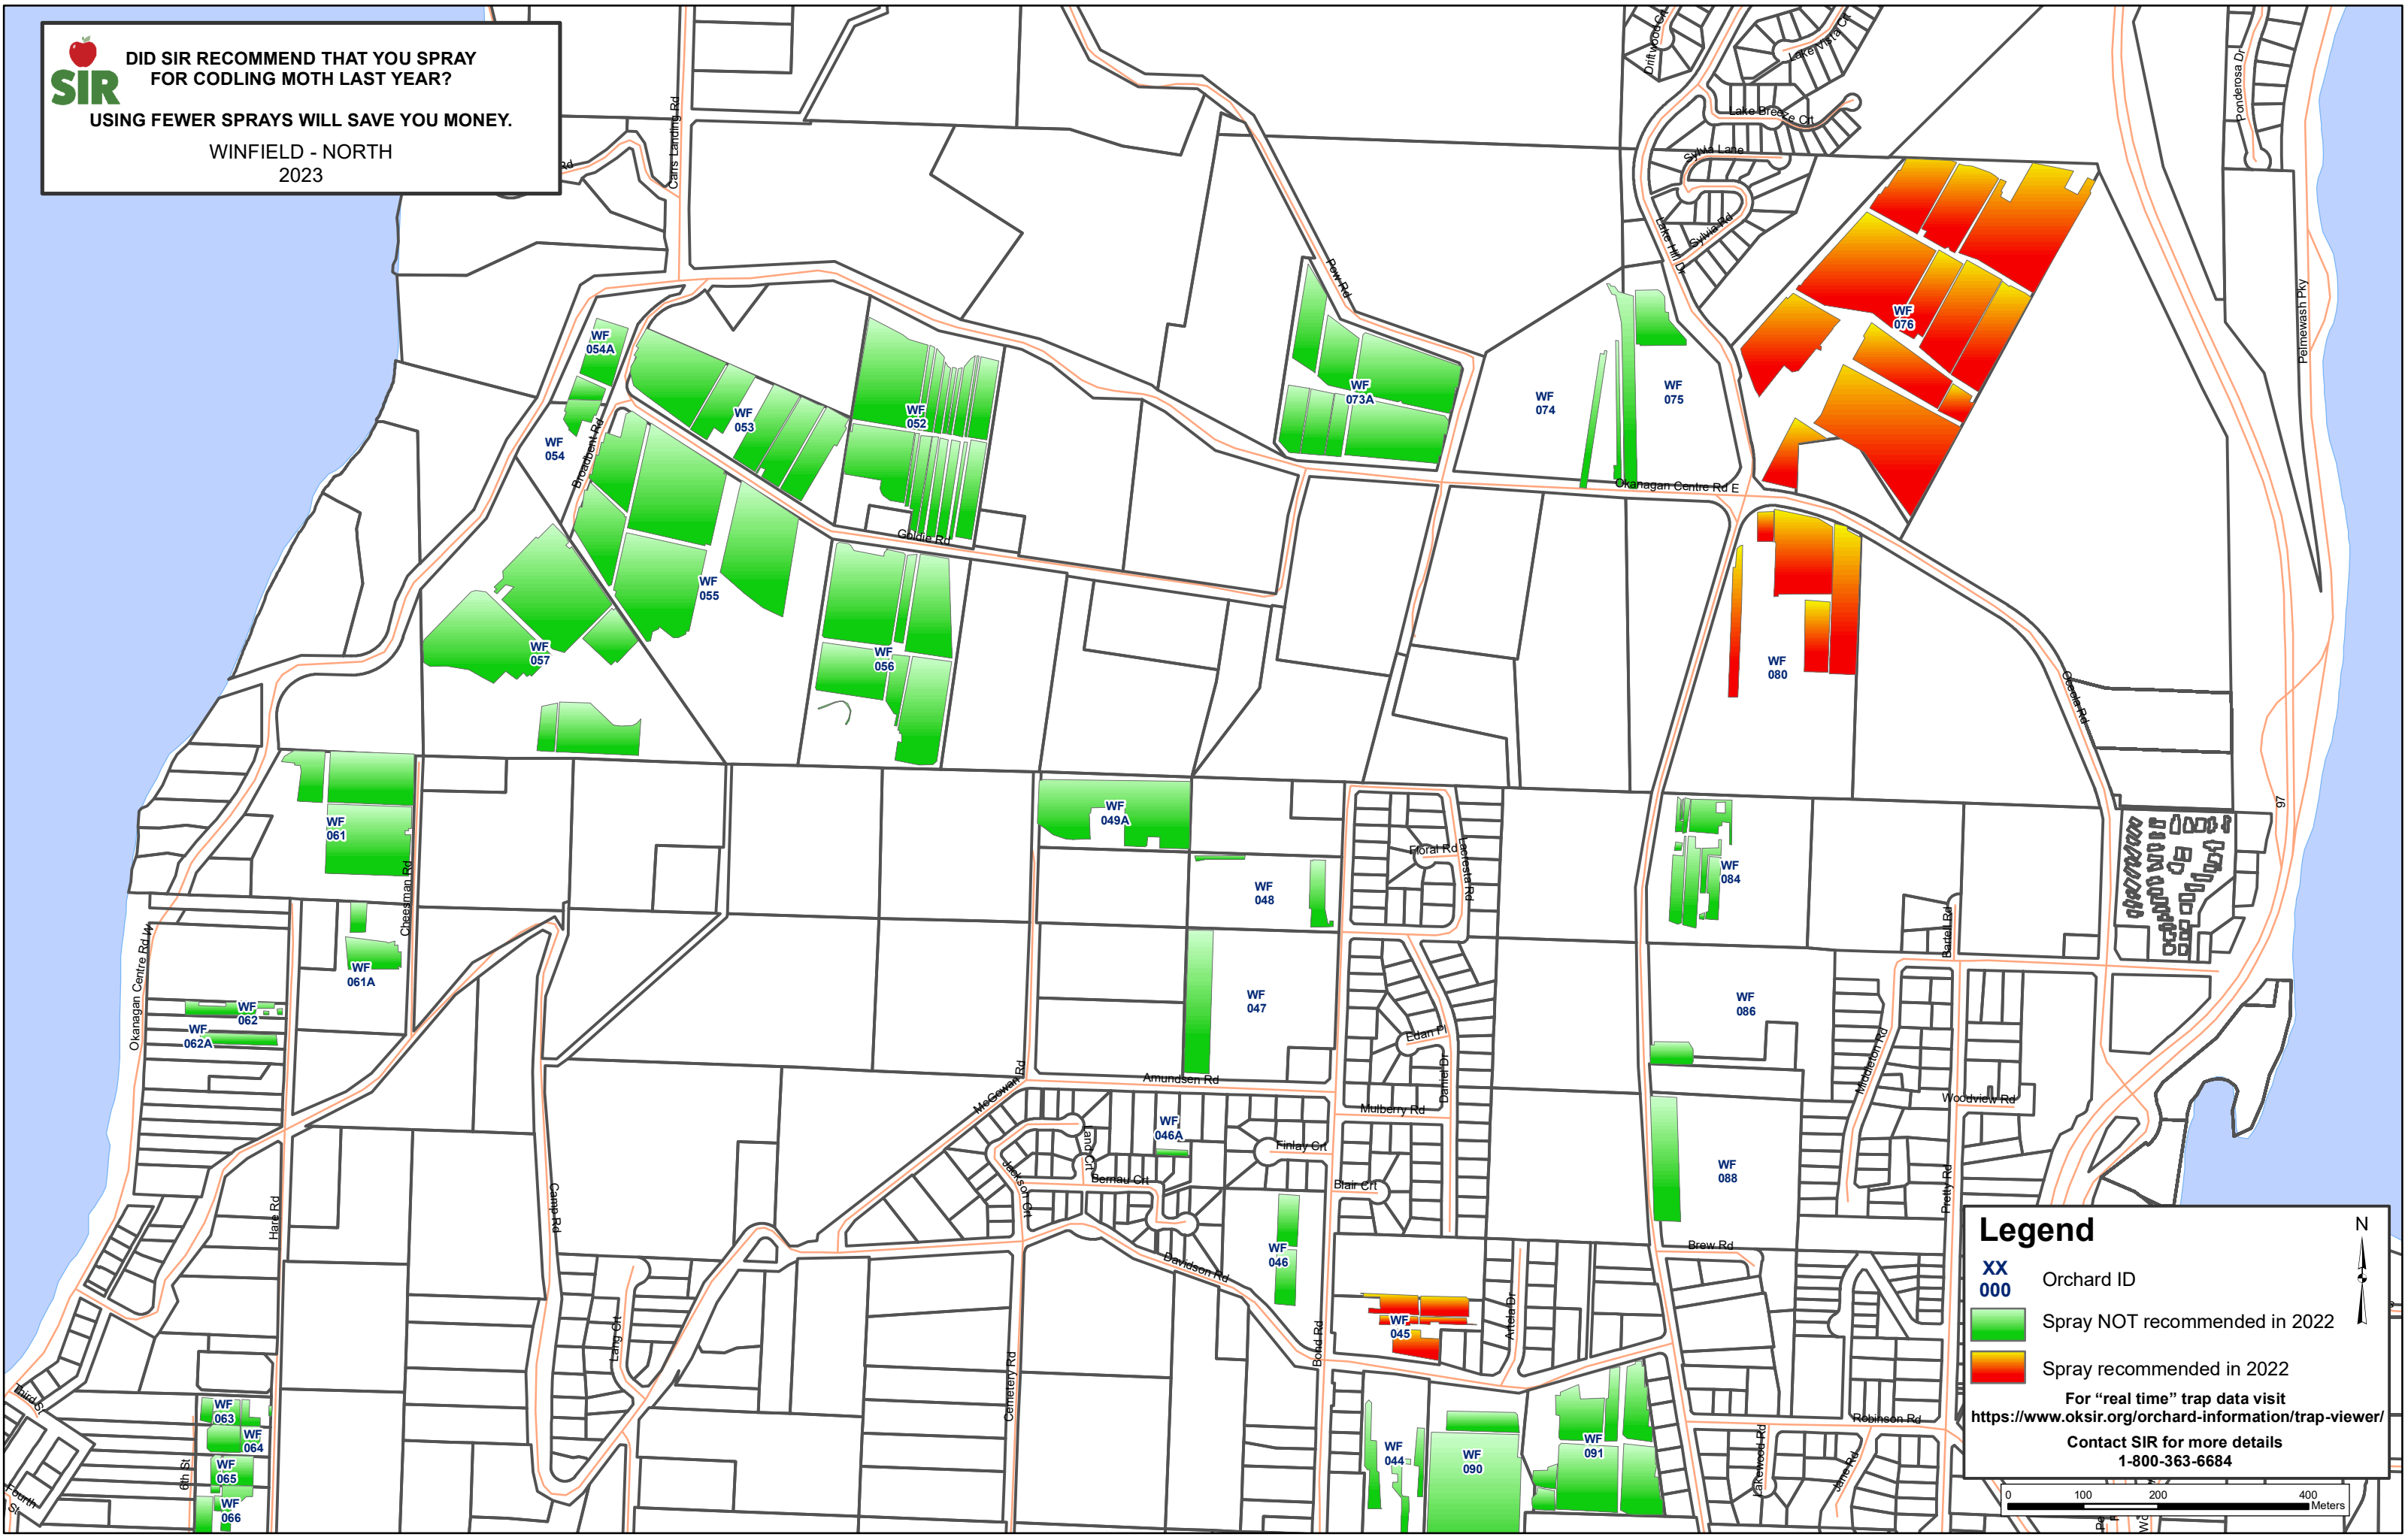 SIR
DID SIR RECOMMEND THAT YOU SPRAY
FOR CODLING MOTH LAST YEAR?
USING FEWER SPRAYS WILL SAVE YOU MONEY.
WINFIELD - NORTH
2023
Rd
Carrs Landing Rd
Driftwood Crt
Lake Vista Crt
Lake Breeze Crt
Sylvia Lane
Sylvia Rd
Lake Hill Dr
Ponderosa Dr
Pelmewash Pky
Pow Rd
WF
054A
WF
054
WF
053
WF
052
WF
073A
WF
074
WF
075
WF
076
Broadbent Rd
Okanagan Centre Rd E
Goldie Rd
WF
055
WF
056
WF
057
WF
080
Oceola Rd
97
WF
061
WF
049A
WF
048
Floral Rd
Lacresta Rd
WF
084
Cheesman Rd
Okanagan Centre Rd W
WF
061A
WF
062
WF
062A
WF
047
WF
086
Bartell Rd
Edan Pl
Daniel Dr
Middleton Rd
McGowan Rd
Amundsen Rd
Mulberry Rd
Woodview Rd
WF
046A
Land Crt
Finlay Crt
Jackson Crt
Bernau Crt
Blair Crt
WF
088
Pretty Rd
Hare Rd
Camp Rd
Davidson Rd
WF
046
Brew Rd
Lang Crt
Cemetery Rd
Bond Rd
WF
045
Artela Dr
Third St
Fourth
St
6th St
WF
063
WF
064
WF
065
WF
066
WF
044
WF
090
WF
091
Lakewood Rd
Jane Rd
Robinson Rd
Legend
N
XX
000
Orchard ID
Spray NOT recommended in 2022
Spray recommended in 2022
For “real time” trap data visit
https://www.oksir.org/orchard-information/trap-viewer/
Contact SIR for more details
1-800-363-6684
0 100 200 400
Meters